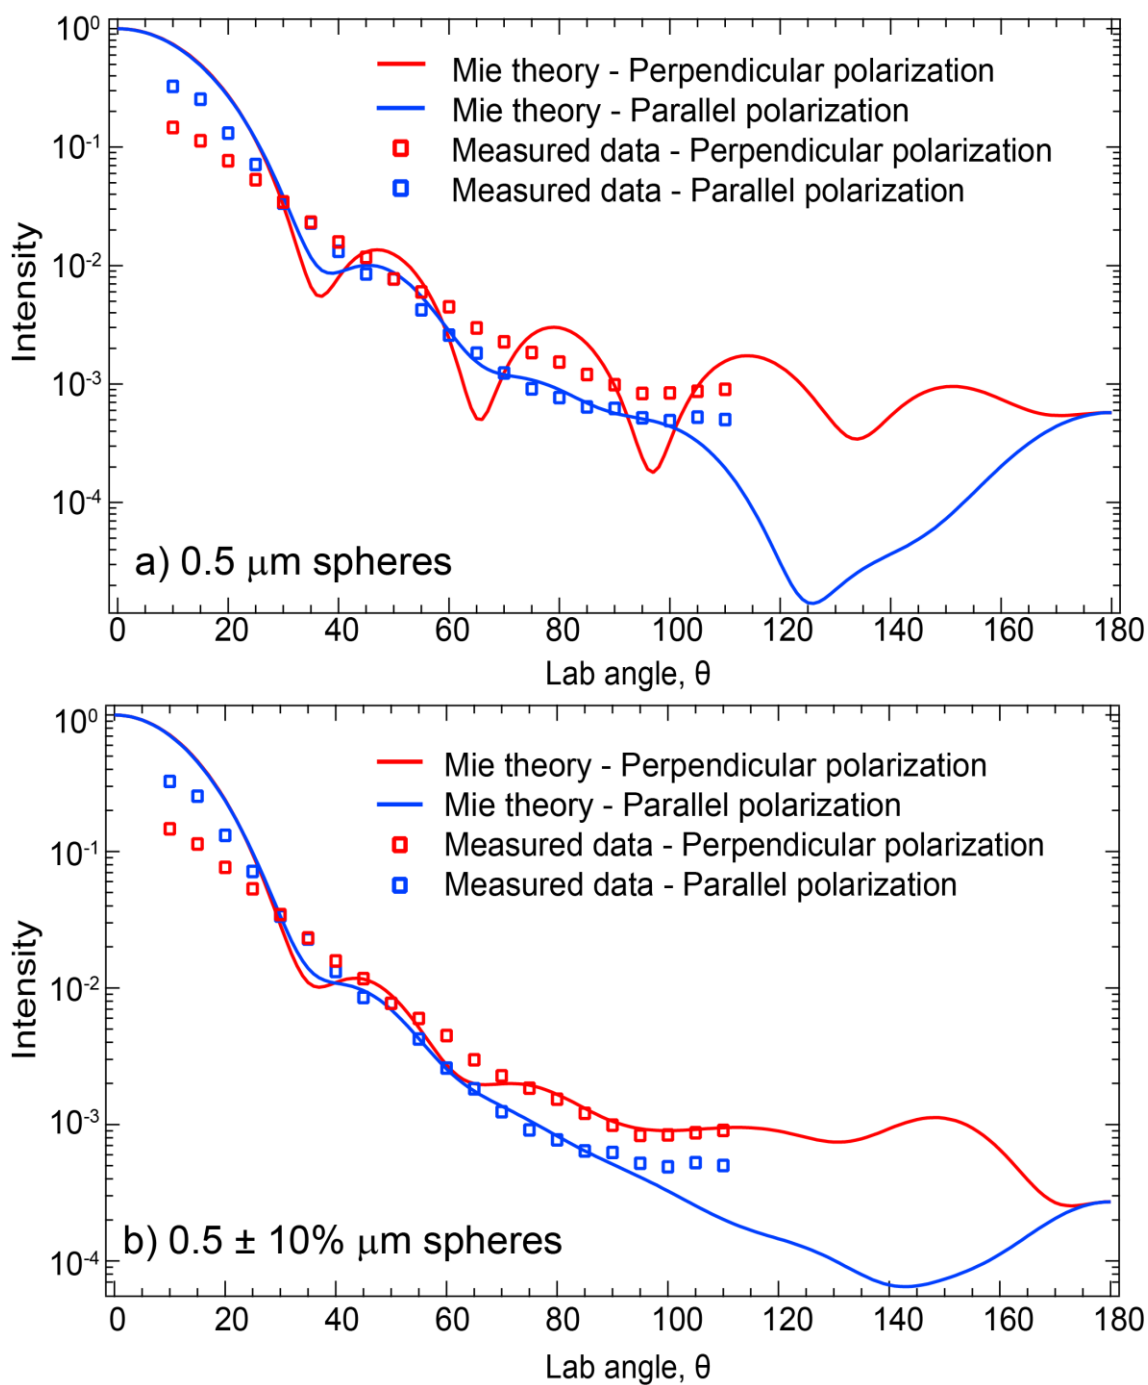 10⁰
10⁻¹
10⁻²
10⁻³
10⁻⁴
Intensity
Mie theory - Perpendicular polarization
Mie theory - Parallel polarization
Measured data - Perpendicular polarization
Measured data - Parallel polarization
a) 0.5 μm spheres
0 20 40 60 80 100 120 140 160 180
Lab angle, θ
10⁰
10⁻¹
10⁻²
10⁻³
10⁻⁴
Intensity
Mie theory - Perpendicular polarization
Mie theory - Parallel polarization
Measured data - Perpendicular polarization
Measured data - Parallel polarization
b) 0.5 ± 10% μm spheres
0 20 40 60 80 100 120 140 160 180
Lab angle, θ